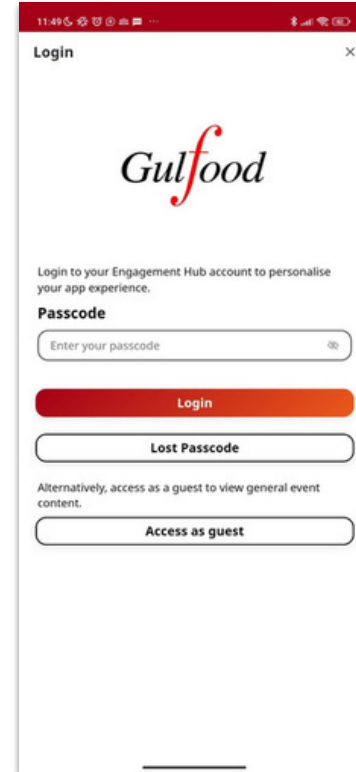 11:49
Login
Gulfood
Login to your Engagement Hub account to personalise
your app experience.
Passcode
Enter your passcode
Login
Lost Passcode
Alternatively, access as a guest to view general event
content.
Access as guest